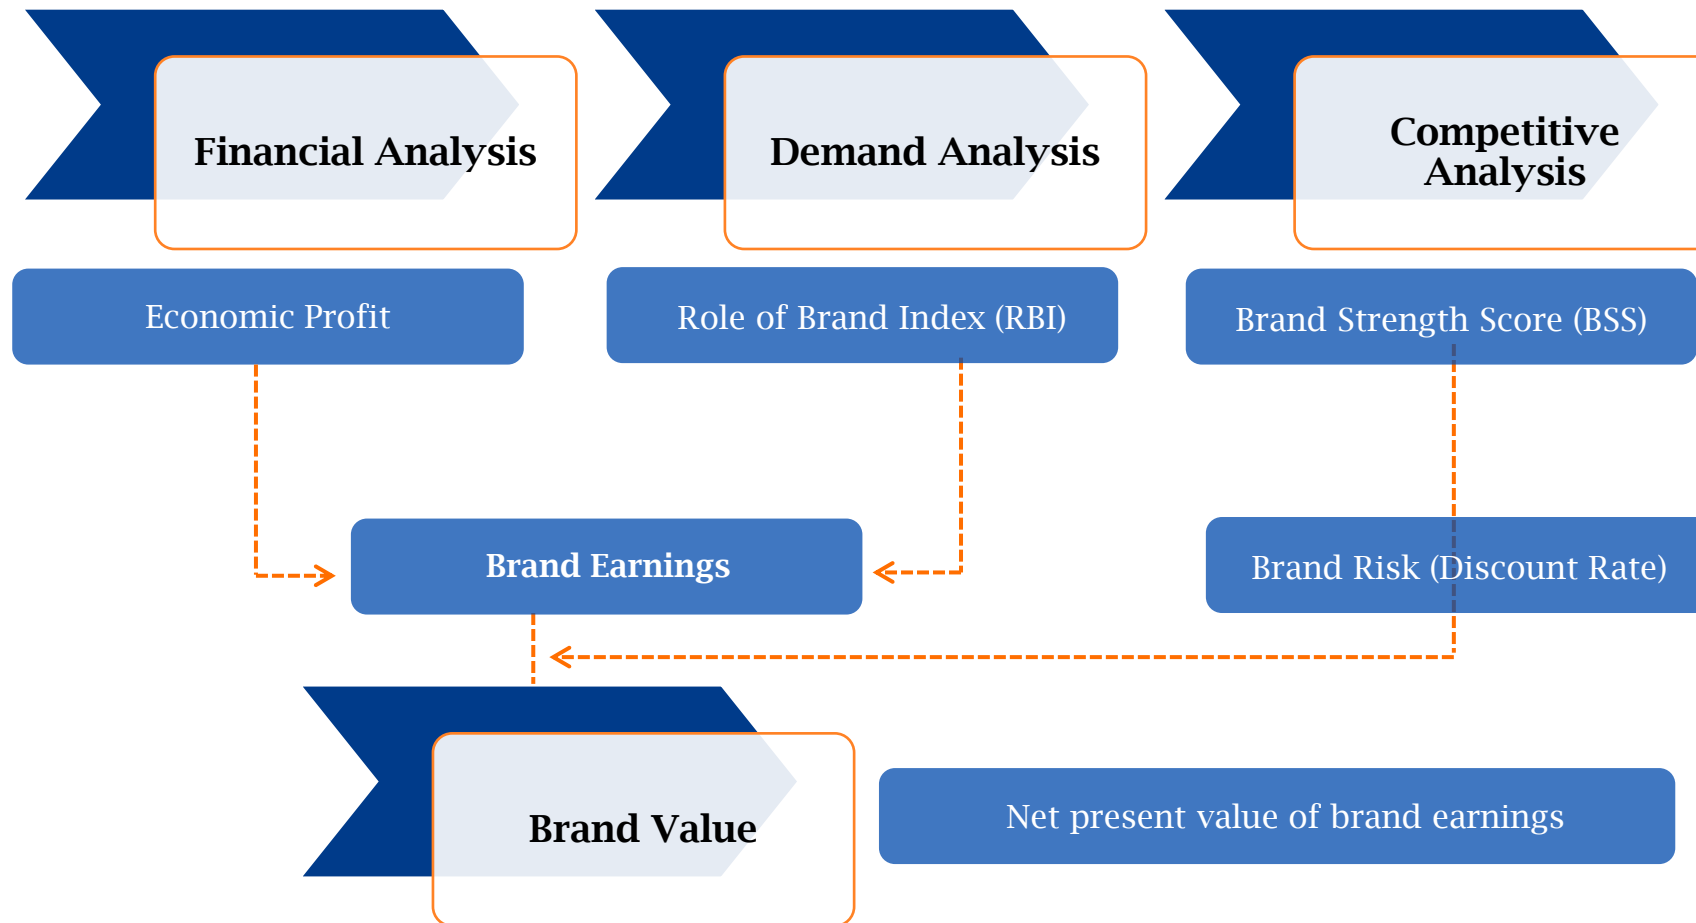 Financial Analysis
Demand Analysis
Competitive
Analysis
Economic Profit
Role of Brand Index (RBI)
Brand Strength Score (BSS)
Brand Earnings
Brand Risk (Discount Rate)
Brand Value
Net present value of brand earnings